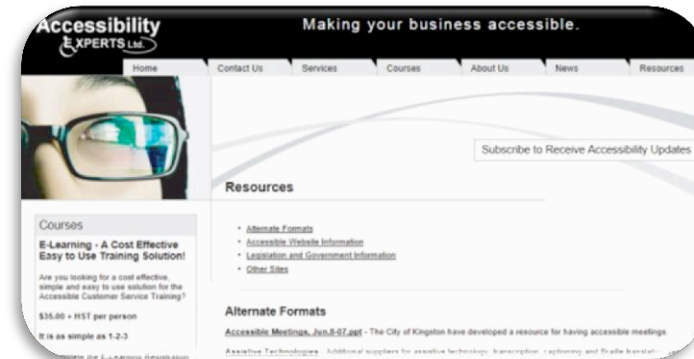 Accessibility
EXPERTS Ltd.
Making your business accessible.
Home Contact Us Services Courses About Us News Resources
Subscribe to Receive Accessibility Updates
Resources
• Alternate Formats
• Accessible Website Information
• Legislation and Government Information
• Other Sites
Courses
E-Learning - A Cost Effective
Easy to Use Training Solution!
Are you looking for a cost effective,
simple and easy to use solution for the
Accessible Customer Service Training?
$35.00 + HST per person
It is as simple as 1-2-3
the E-Learning Registration
Alternate Formats
Accessible Meetings, Jun.8-07.ppt - The City of Kingston have developed a resource for having accessible meetings.
Assistive Technologies - Additional suppliers for assistive technology, transcription, captioning and Braille